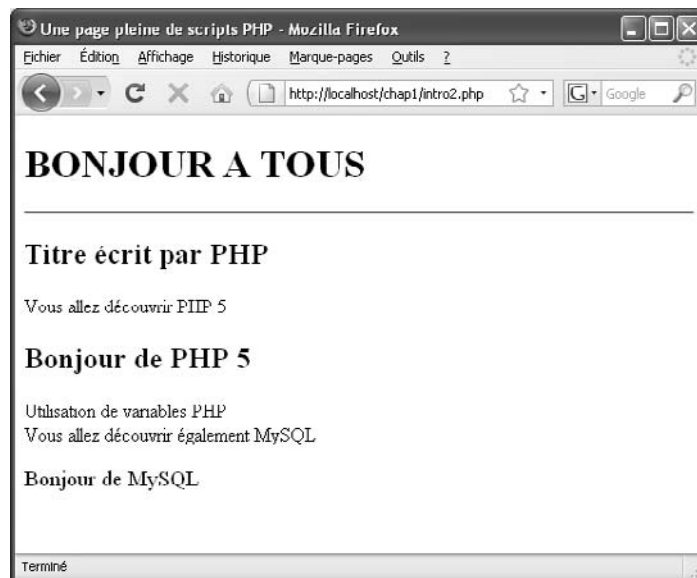 Une page pleine de scripts PHP - Mozilla Firefox
Fichier Édition Affichage Historique Marque-pages Outils ?
http://localhost/chap1/intro2.php G Google
BONJOUR A TOUS
Titre écrit par PHP
Vous allez découvrir PHP 5
Bonjour de PHP 5
Utilisation de variables PHP
Vous allez découvrir également MySQL
Bonjour de MySQL
Terminé